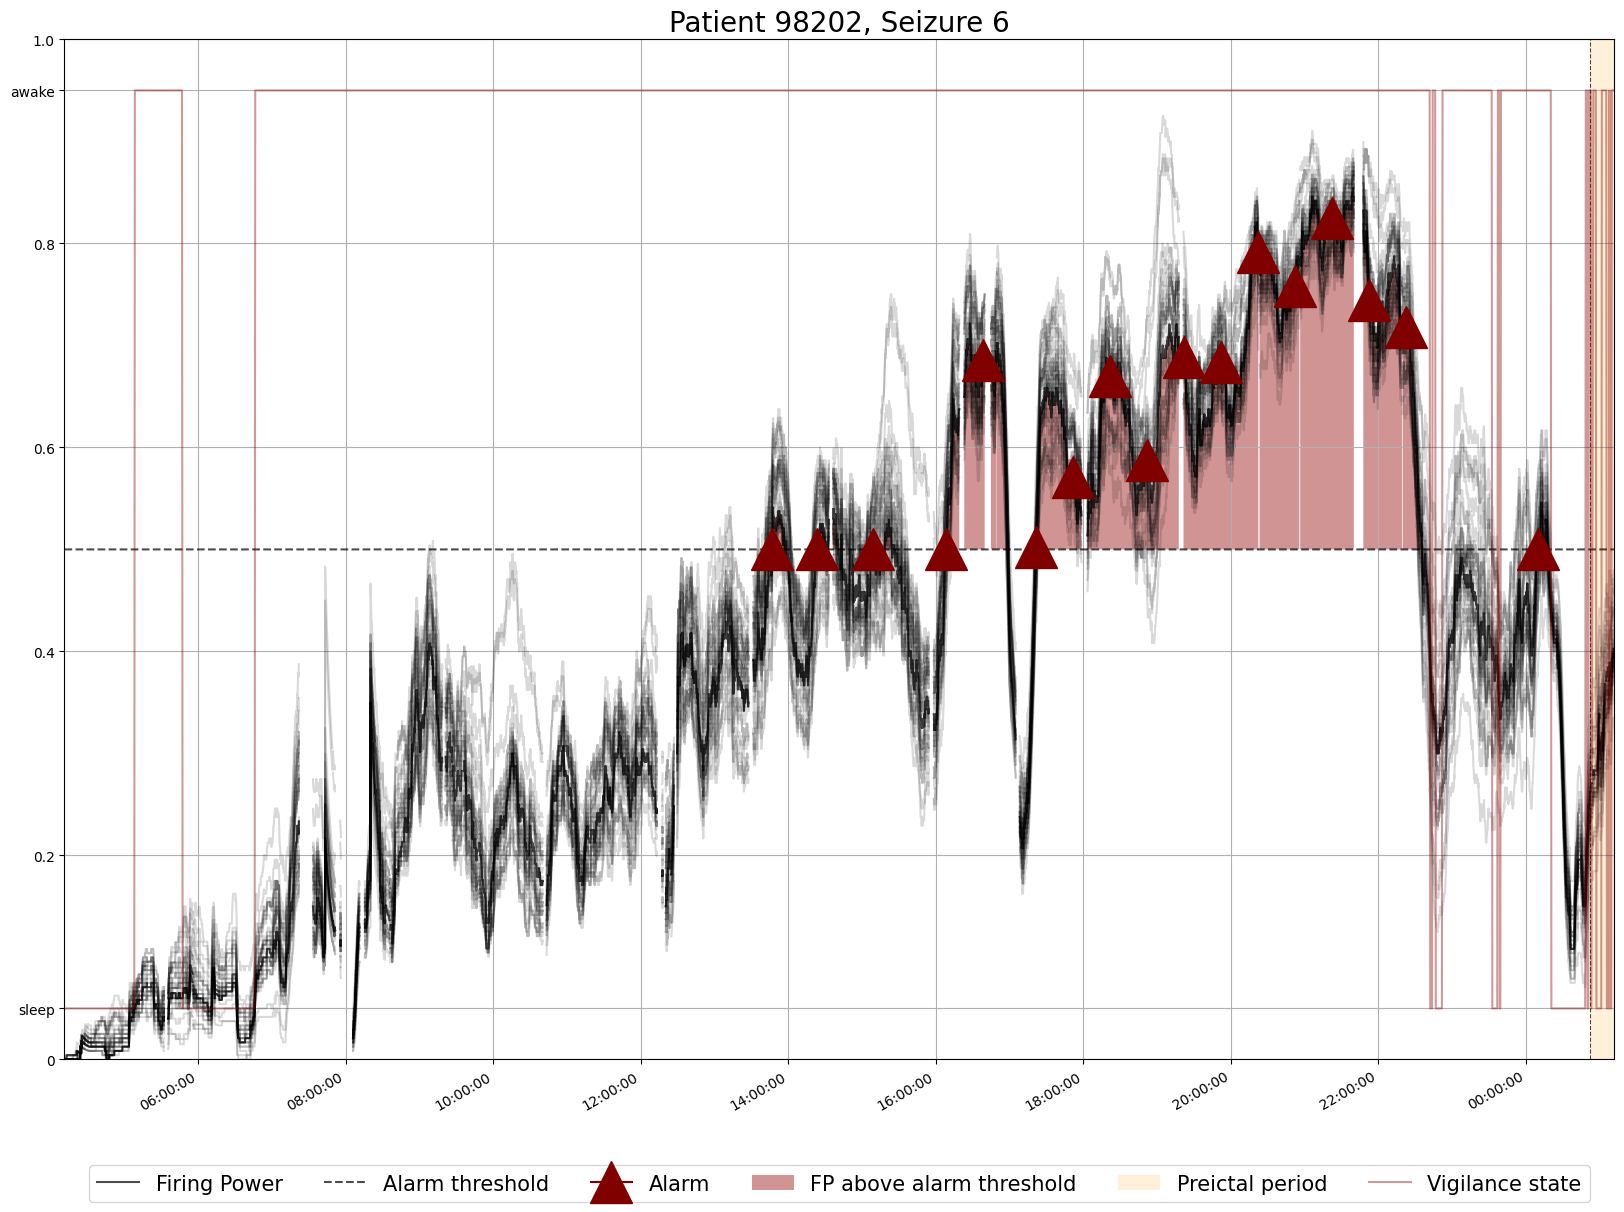 Patient 98202, Seizure 6
1.0
awake
0.8
0.6
0.4
0.2
sleep
0
06:00:00
08:00:00
10:00:00
12:00:00
14:00:00
16:00:00
18:00:00
20:00:00
22:00:00
00:00:00
Firing Power
Alarm threshold
Alarm
FP above alarm threshold
Preictal period
Vigilance state